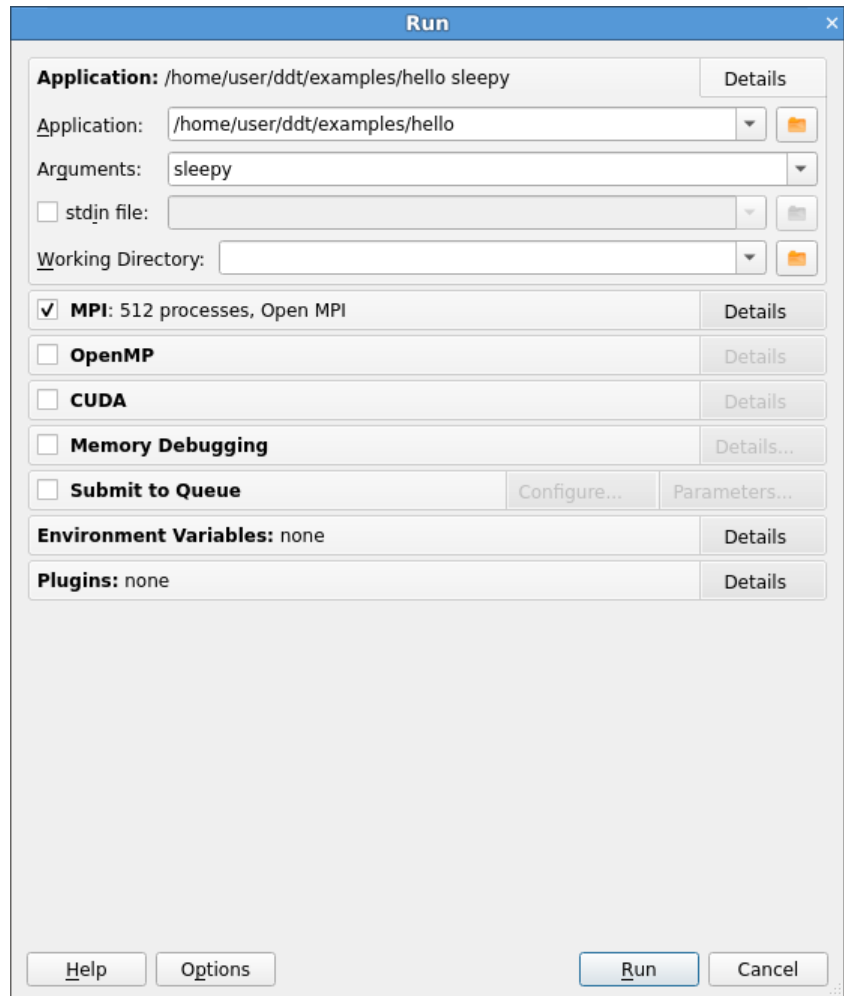 Run
Application: /home/user/ddt/examples/hello sleepy Details
Application: /home/user/ddt/examples/hello
Arguments: sleepy
stdin file:
Working Directory:
MPI: 512 processes, Open MPI Details
OpenMP Details
CUDA Details
Memory Debugging Details...
Submit to Queue Configure... Parameters...
Environment Variables: none Details
Plugins: none Details
Help Options Run Cancel